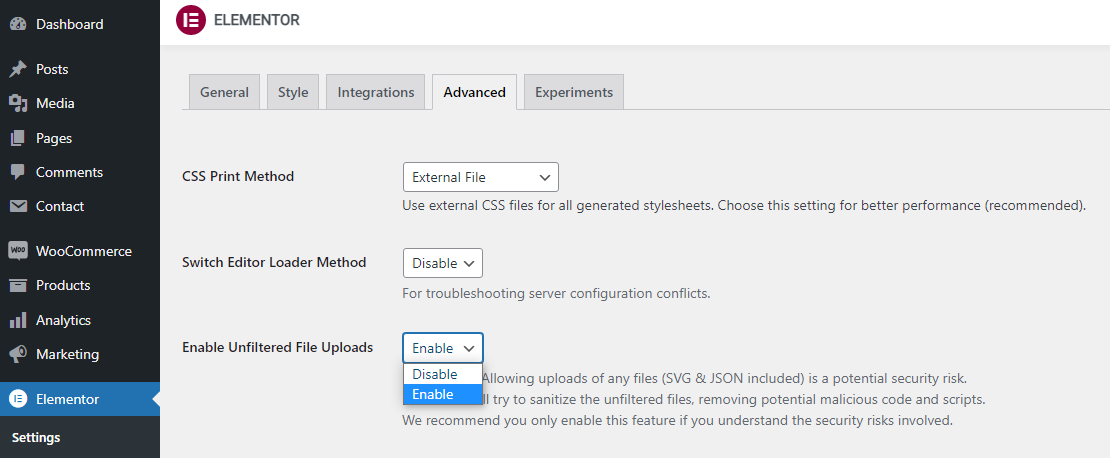 Dashboard
Posts
Media
Pages
Comments
Contact
WOO
WooCommerce
Products
Analytics
Marketing
Elementor
Settings
ELEMENTOR
General
Style
Integrations
Advanced
Experiments
CSS Print Method
External File
Use external CSS files for all generated stylesheets. Choose this setting for better performance (recommended).
Switch Editor Loader Method
Disable
For troubleshooting server configuration conflicts.
Enable Unfiltered File Uploads
Enable
Disable
Enable
Allowing uploads of any files (SVG & JSON included) is a potential security risk.
ll try to sanitize the unfiltered files, removing potential malicious code and scripts.
We recommend you only enable this feature if you understand the security risks involved.